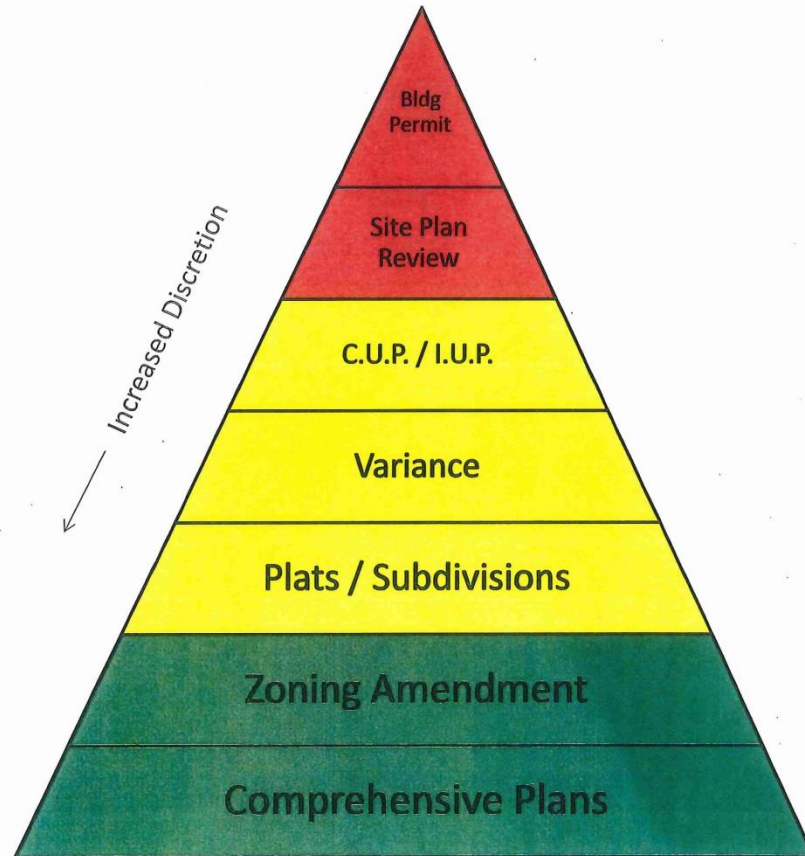 Bldg
Permit
Site Plan
Review
Increased Discretion
C.U.P. / I.U.P.
Variance
Plats / Subdivisions
Zoning Amendment
Comprehensive Plans